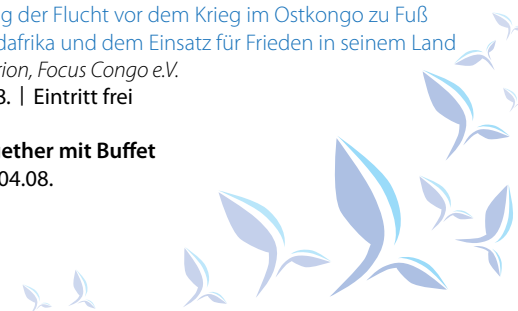 g der Flucht vor dem Krieg im Ostkongo zu Fuß
dafrika und dem Einsatz für Frieden in seinem Land
rion, Focus Congo e.V.
3. | Eintritt frei
ether mit Buffet
04.08.